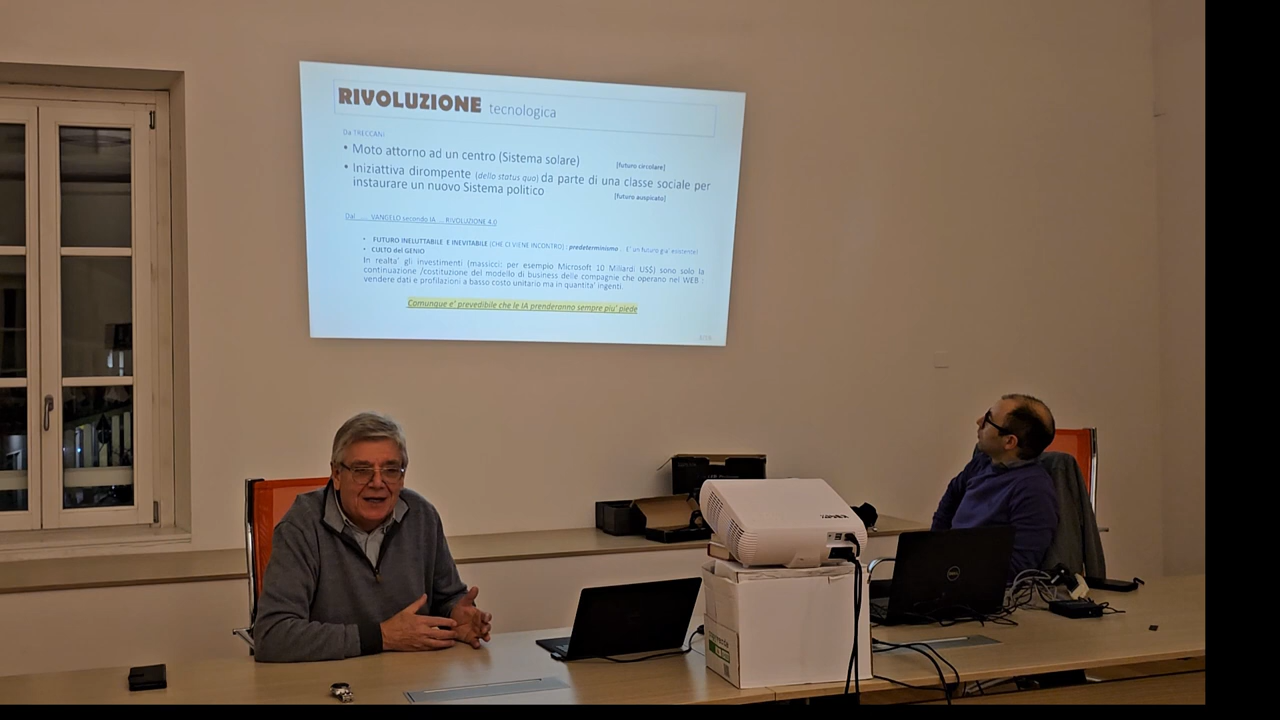 RIVOLUZIONE tecnologica
Da TRECCANI
• Moto attorno ad un centro (Sistema solare) [futuro circolare]
• Iniziattiva dirompente (dello status quo) da parte di una classe sociale per
instaurare un nuovo Sistema politico [futuro auspicato]
Dal ..... VANGELO secondo IA ... RIVOLUZIONE 4.0
• FUTURO INELUTTABILE E INEVITABILE (CHE CI VIENE INCONTRO) : predeterminismo . E' un futuro gia' esistente!
• CULTO del GENIO
In realta' gli investimenti (massicci: per esempio Microsoft 10 Miliardi US$) sono solo la
continuazione /costituzione del modello di business delle compagnie che operano nel WEB :
vendere dati e profilazioni a basso costo unitario ma in quantita' ingenti.
Comunque e' prevedibile che le IA prenderanno sempre piu' piede
DELL